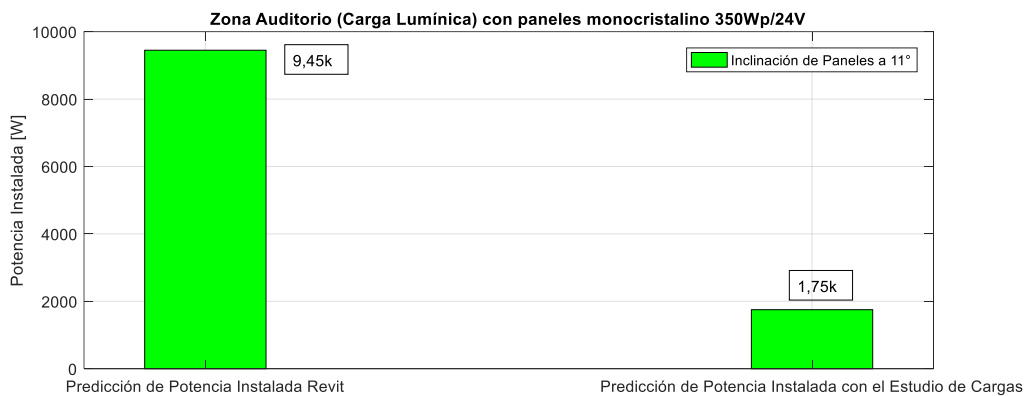 Zona Auditorio (Carga Lumínica) con paneles monocristalino 350Wp/24V
10000
8000
6000
4000
2000
0
Potencia Instalada [W]
9,45k
Inclinación de Paneles a 11°
1,75k
Predicción de Potencia Instalada Revit
Predicción de Potencia Instalada con el Estudio de Cargas